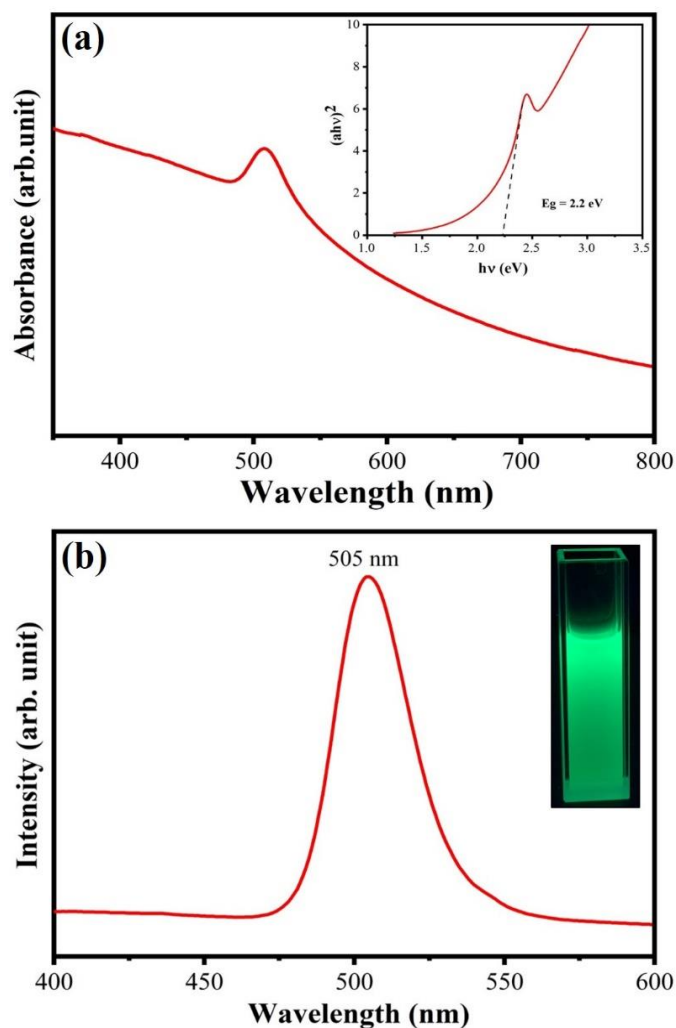 (a)
Absorbance (arb.unit)
400 500 600 700 800
Wavelength (nm)
(ahν)2
10
8
6
4
2
0
1.0 1.5 2.0 2.5 3.0 3.5
hν (eV)
Eg = 2.2 eV
(b)
505 nm
Intensity (arb. unit)
400 450 500 550 600
Wavelength (nm)